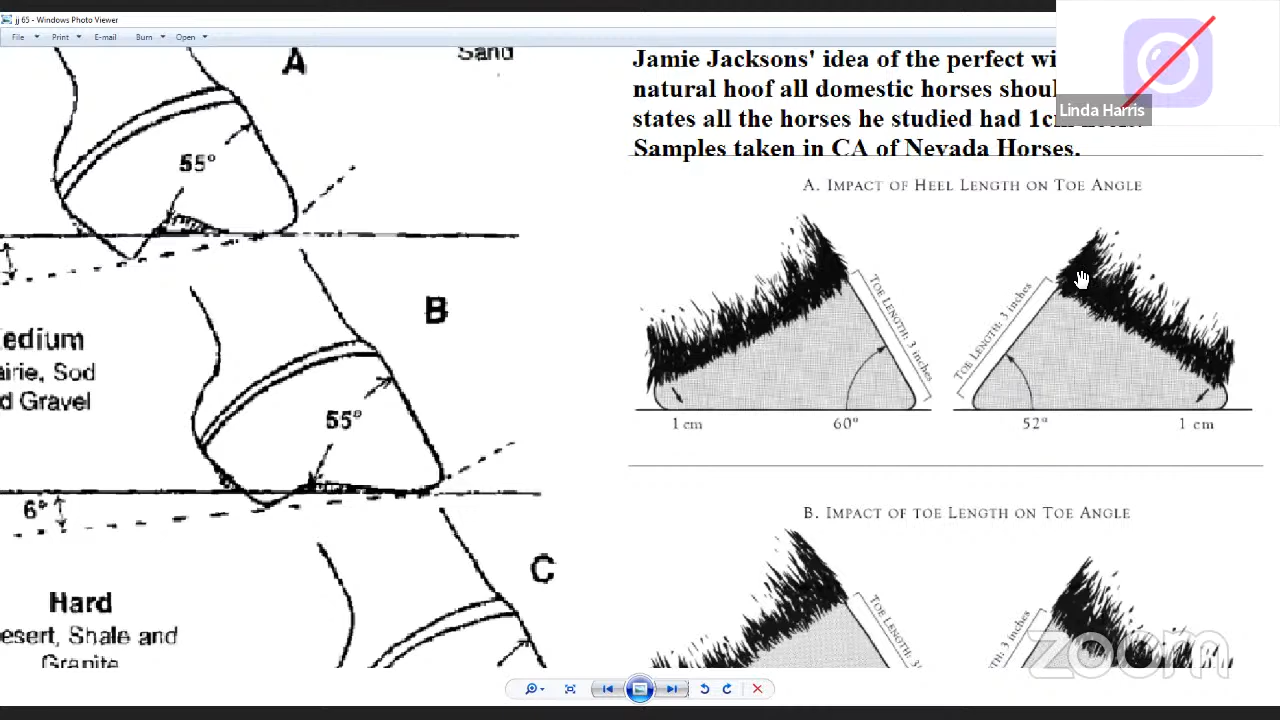 jj 65 - Windows Photo Viewer
File Print E-mail Burn Open
Linda Harris
A
Sand
55°
B
edium
airie, Sod
d Gravel
55°
6°
C
Hard
esert, Shale and
Granite
Jamie Jacksons' idea of the perfect wi
natural hoof all domestic horses shoul
states all the horses he studied had 1cm
Samples taken in CA of Nevada Horses.
A. IMPACT OF HEEL LENGTH ON TOE ANGLE
TOE LENGTH: 3 inches
TOE LENGTH: 3 inches
1 cm 60° 52° 1 cm
B. IMPACT OF TOE LENGTH ON TOE ANGLE
TOE LENGTH: 3
3 inches
zoom